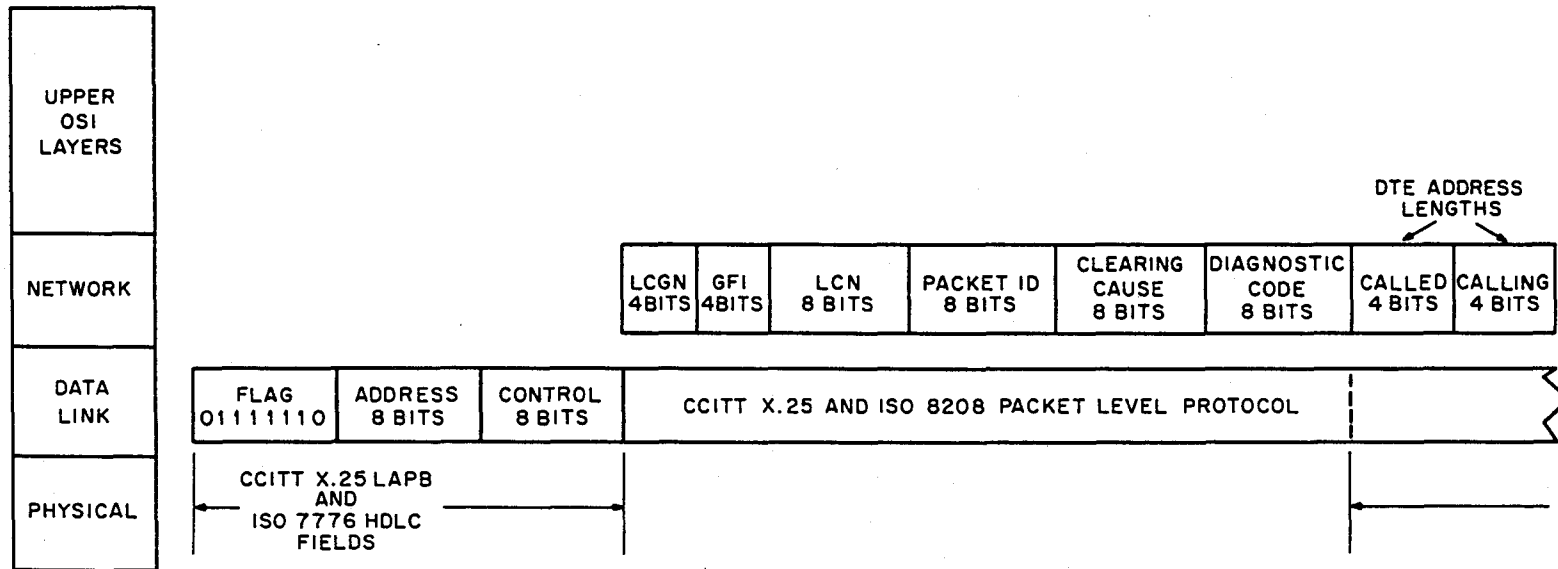 UPPER
OSI
LAYERS
DTE ADDRESS
LENGTHS
NETWORK
LCGN
4BITS
GFI
4BITS
LCN
8 BITS
PACKET ID
8 BITS
CLEARING
CAUSE
8 BITS
DIAGNOSTIC
CODE
8 BITS
CALLED
4 BITS
CALLING
4 BITS
DATA
LINK
FLAG
01111110
ADDRESS
8 BITS
CONTROL
8 BITS
CCITT X.25 AND ISO 8208 PACKET LEVEL PROTOCOL
PHYSICAL
CCITT X.25 LAPB
AND
ISO 7776 HDLC
FIELDS